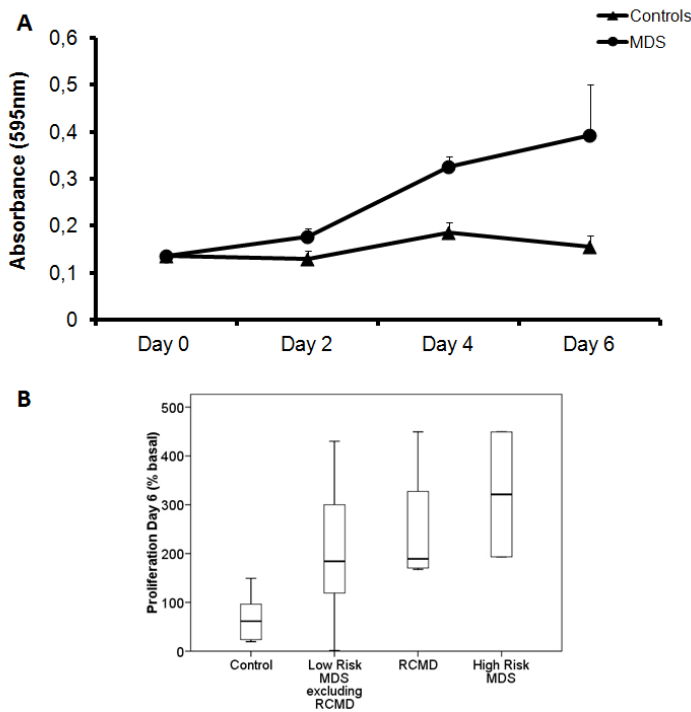 A
Controls
MDS
Absorbance (595nm)
0,6
0,5
0,4
0,3
0,2
0,1
0
Day 0 Day 2 Day 4 Day 6
B
Proliferation Day 6 (% basal)
500
400
300
200
100
0
Control
Low Risk
MDS
excluding
RCMD
RCMD
High Risk
MDS